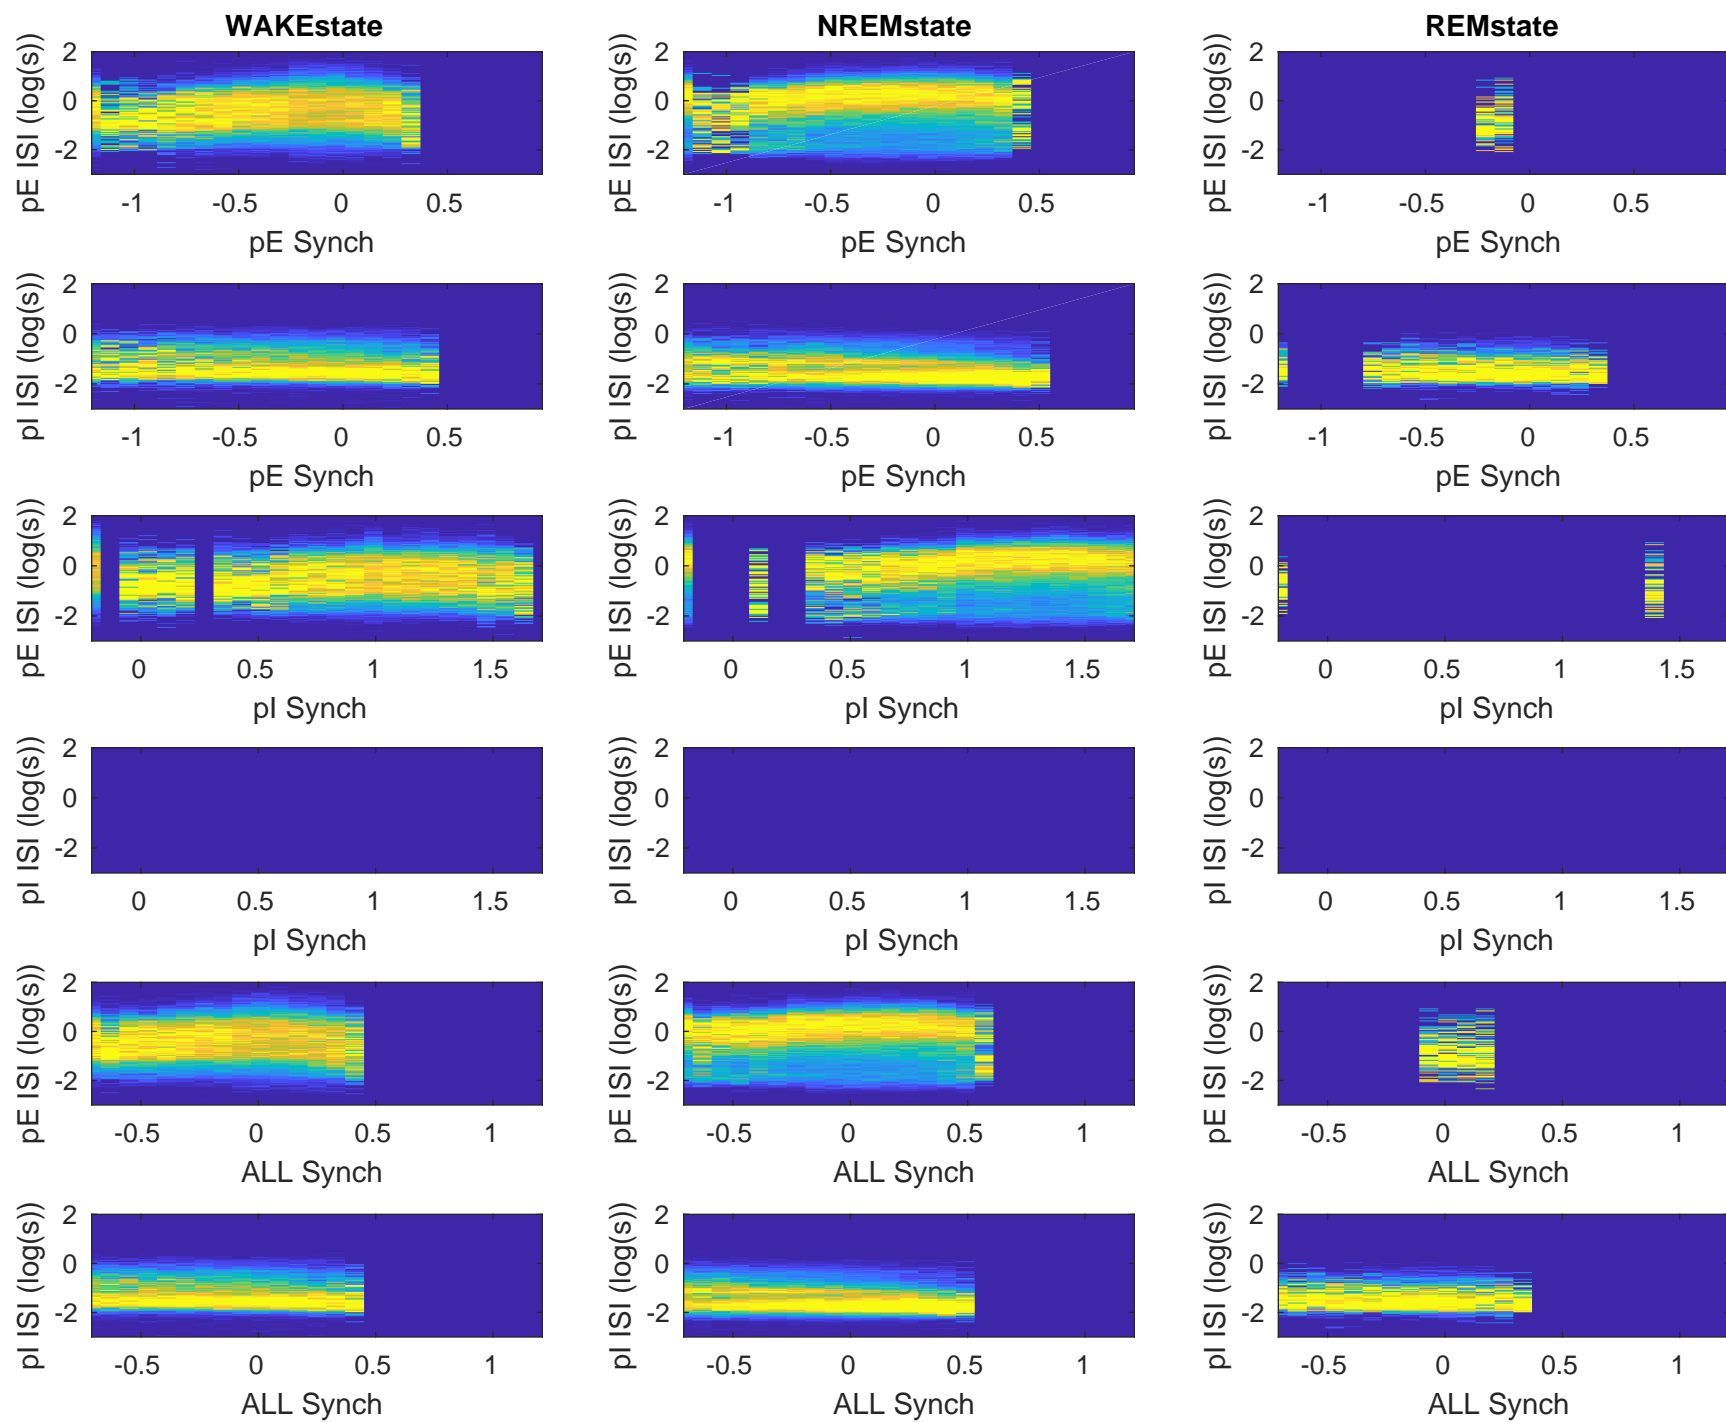 WAKEstate NREMstate REMstate
pE ISI (log(s)) 2 0 -2 pE ISI (log(s)) 2 0 -2 pE ISI (log(s)) 2 0 -2
-1 -0.5 0 0.5 -1 -0.5 0 0.5 -1 -0.5 0 0.5
pE Synch pE Synch pE Synch
pI ISI (log(s)) 2 0 -2 pI ISI (log(s)) 2 0 -2 pI ISI (log(s)) 2 0 -2
-1 -0.5 0 0.5 -1 -0.5 0 0.5 -1 -0.5 0 0.5
pE Synch pE Synch pE Synch
pE ISI (log(s)) 2 0 -2 pE ISI (log(s)) 2 0 -2 pE ISI (log(s)) 2 0 -2
0 0.5 1 1.5 0 0.5 1 1.5 0 0.5 1 1.5
pI Synch pI Synch pI Synch
pI ISI (log(s)) 2 0 -2 pI ISI (log(s)) 2 0 -2 pI ISI (log(s)) 2 0 -2
0 0.5 1 1.5 0 0.5 1 1.5 0 0.5 1 1.5
pI Synch pI Synch pI Synch
pE ISI (log(s)) 2 0 -2 pE ISI (log(s)) 2 0 -2 pE ISI (log(s)) 2 0 -2
-0.5 0 0.5 1 -0.5 0 0.5 1 -0.5 0 0.5 1
ALL Synch ALL Synch ALL Synch
pI ISI (log(s)) 2 0 -2 pI ISI (log(s)) 2 0 -2 pI ISI (log(s)) 2 0 -2
-0.5 0 0.5 1 -0.5 0 0.5 1 -0.5 0 0.5 1
ALL Synch ALL Synch ALL Synch